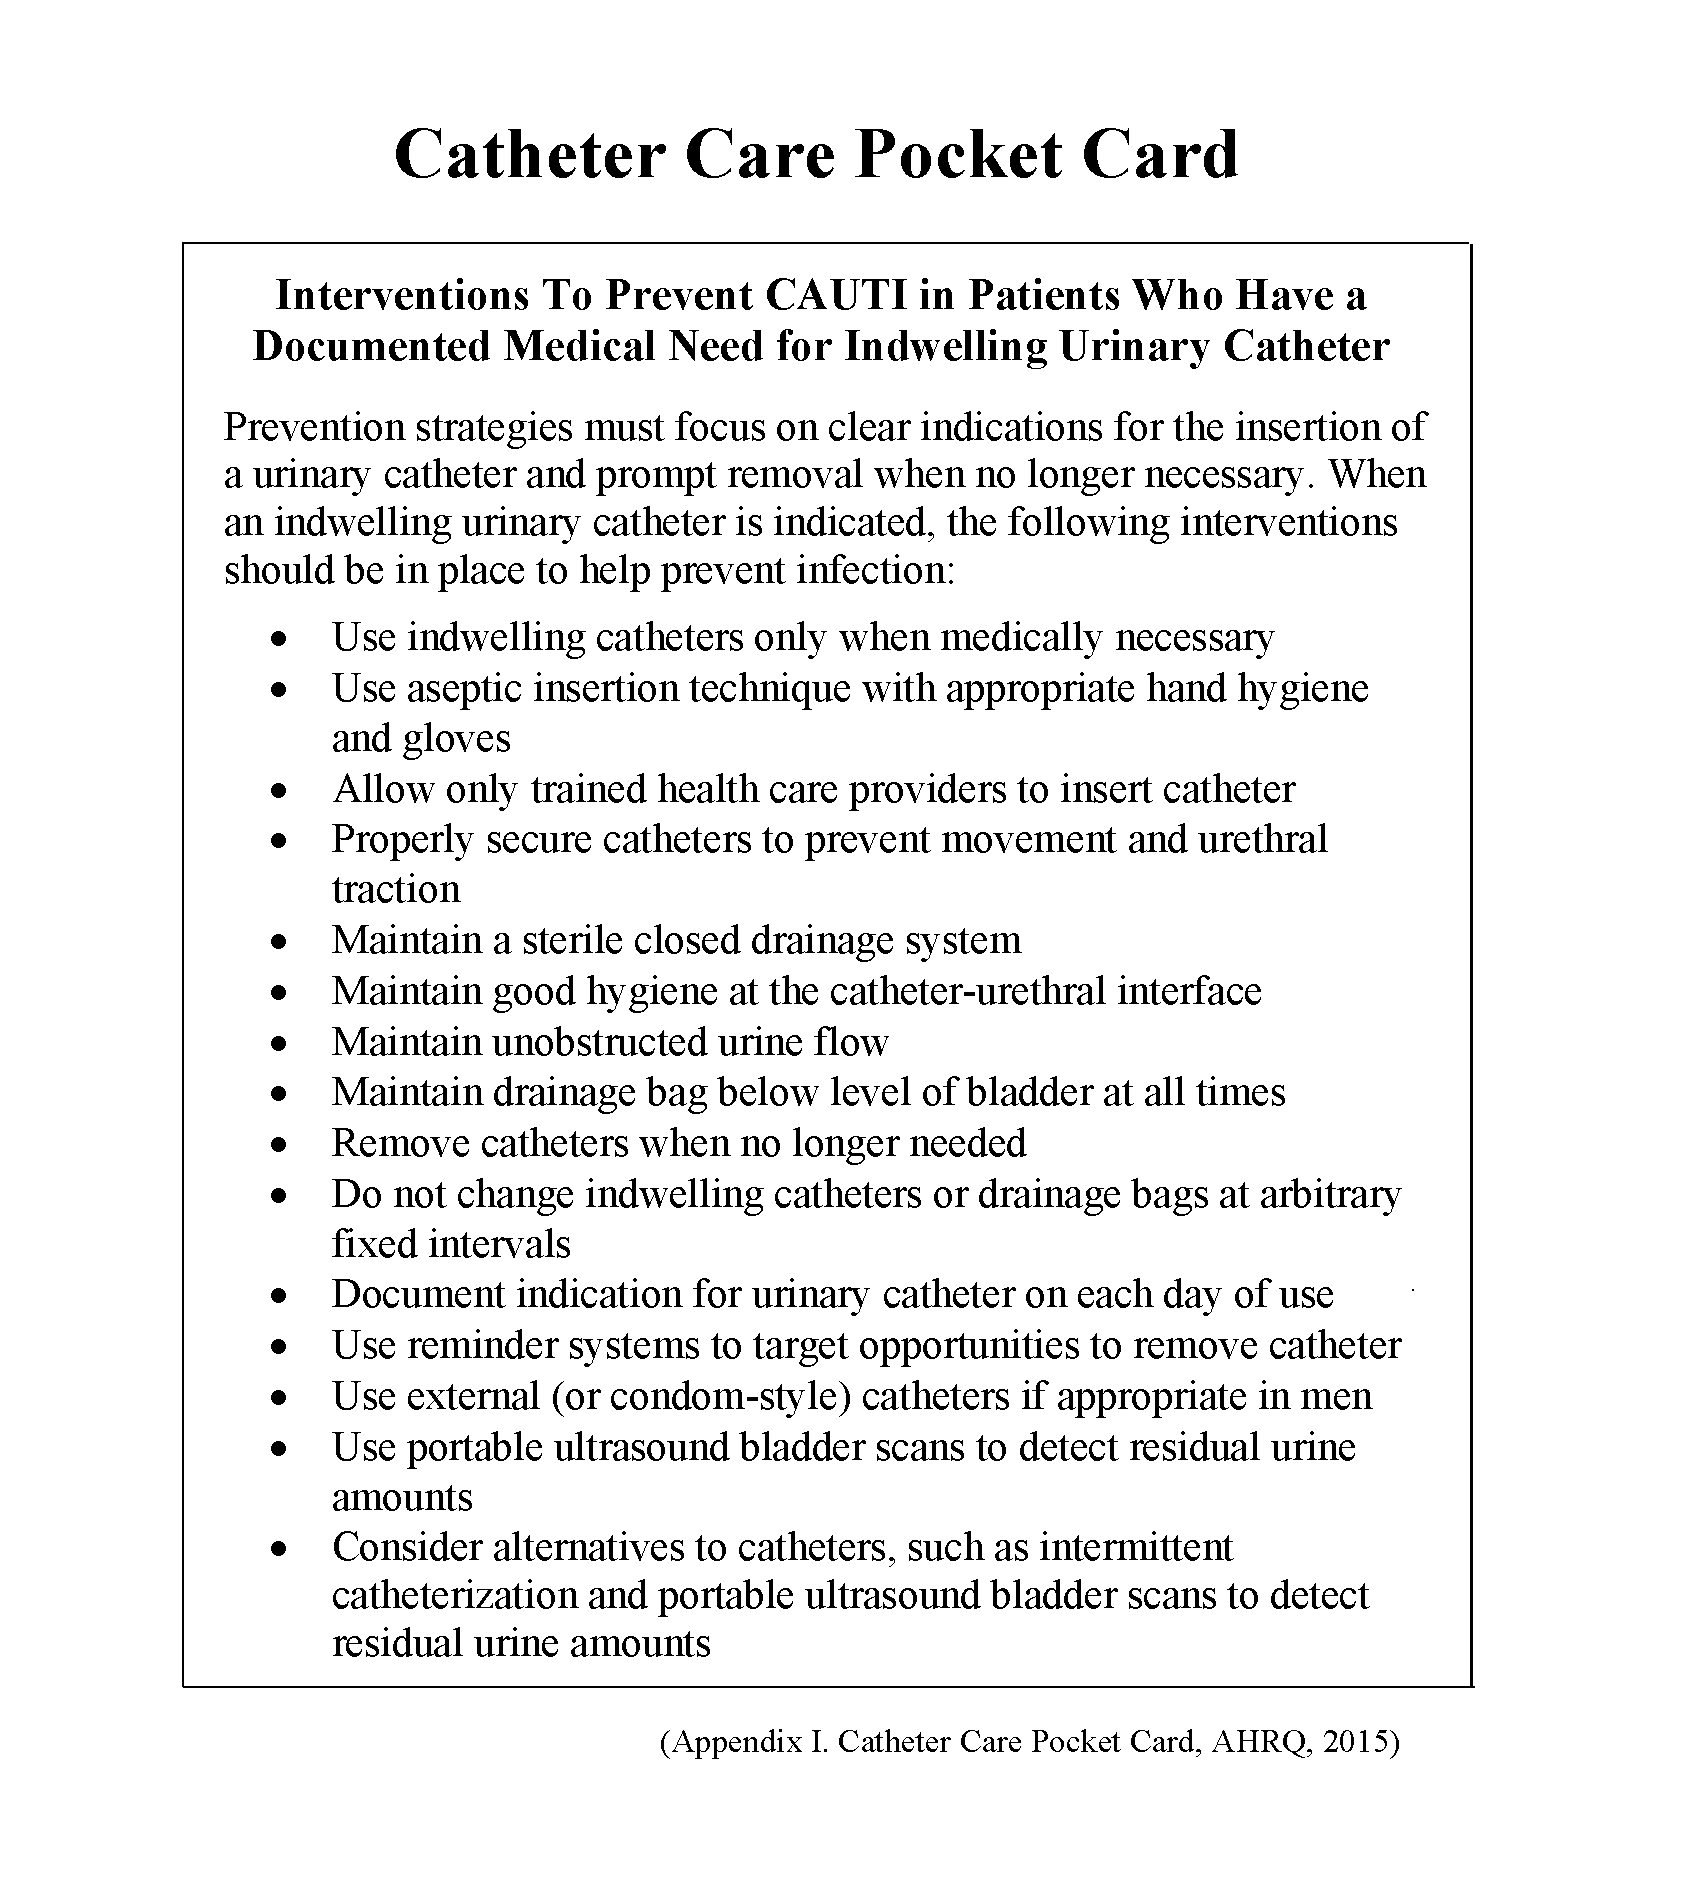 Catheter Care Pocket Card
Interventions To Prevent CAUTI in Patients Who Have a
Documented Medical Need for Indwelling Urinary Catheter
Prevention strategies must focus on clear indications for the insertion of
a urinary catheter and prompt removal when no longer necessary. When
an indwelling urinary catheter is indicated, the following interventions
should be in place to help prevent infection:
• Use indwelling catheters only when medically necessary
• Use aseptic insertion technique with appropriate hand hygiene
and gloves
• Allow only trained health care providers to insert catheter
• Properly secure catheters to prevent movement and urethral
traction
• Maintain a sterile closed drainage system
• Maintain good hygiene at the catheter-urethral interface
• Maintain unobstructed urine flow
• Maintain drainage bag below level of bladder at all times
• Remove catheters when no longer needed
• Do not change indwelling catheters or drainage bags at arbitrary
fixed intervals
• Document indication for urinary catheter on each day of use
• Use reminder systems to target opportunities to remove catheter
• Use external (or condom-style) catheters if appropriate in men
• Use portable ultrasound bladder scans to detect residual urine
amounts
• Consider alternatives to catheters, such as intermittent
catheterization and portable ultrasound bladder scans to detect
residual urine amounts
(Appendix I. Catheter Care Pocket Card, AHRQ, 2015)